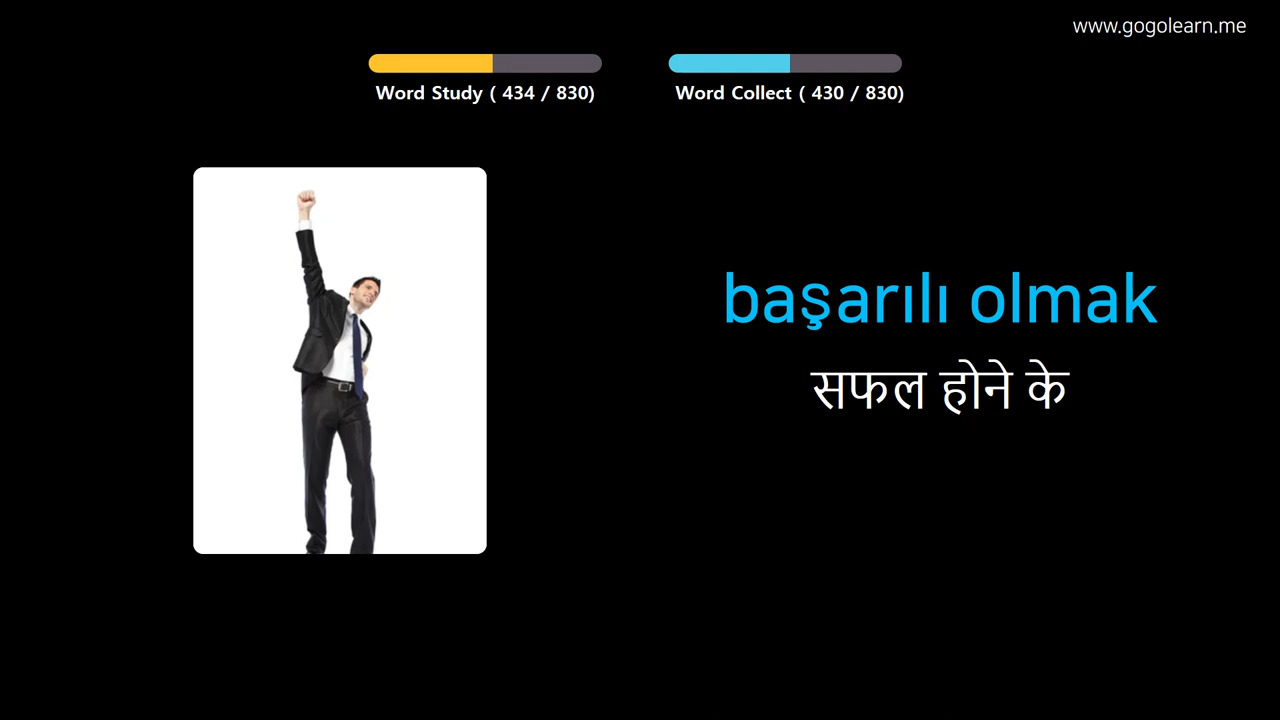 www.gogolearn.me
Word Study ( 434 / 830)
Word Collect ( 430 / 830)
başarılı olmak
सफल होने के